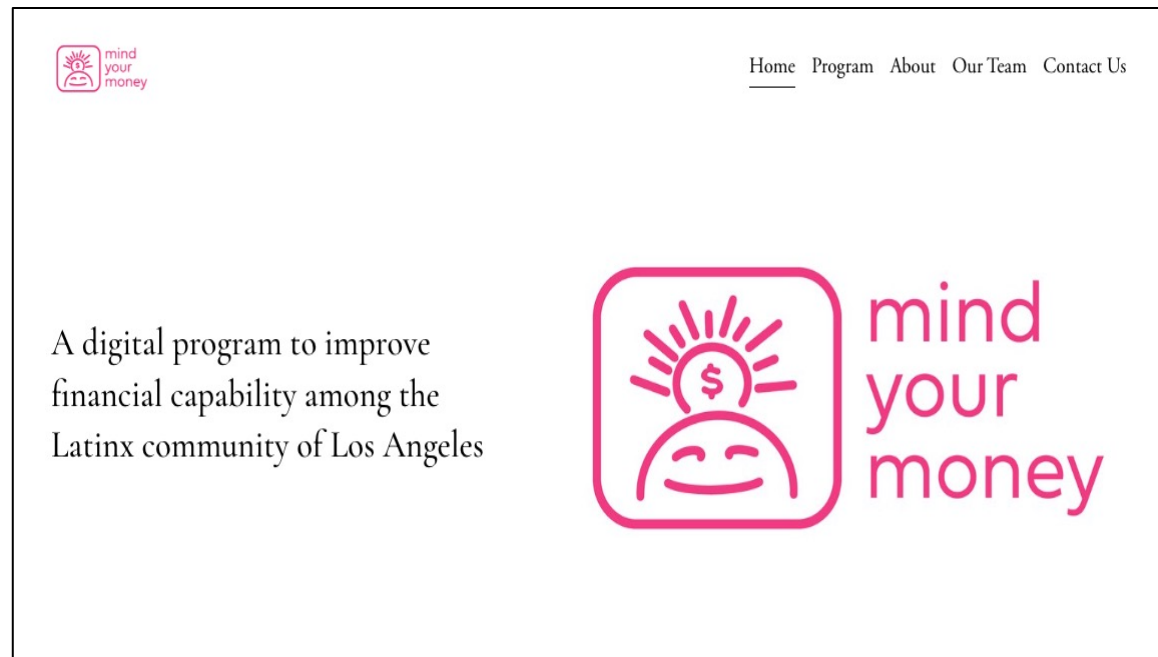 mind
your
money
Home Program About Our Team Contact Us
A digital program to improve
financial capability among the
Latinx community of Los Angeles
$
mind
your
money